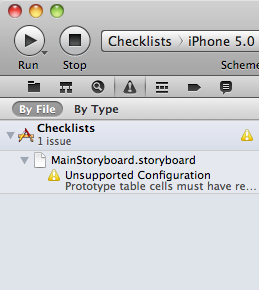 Checklists > iPhone 5.0
Run
Stop
Scheme
By File
By Type
Checklists
1 issue
MainStoryboard.storyboard
Unsupported Configuration
Prototype table cells must have re...